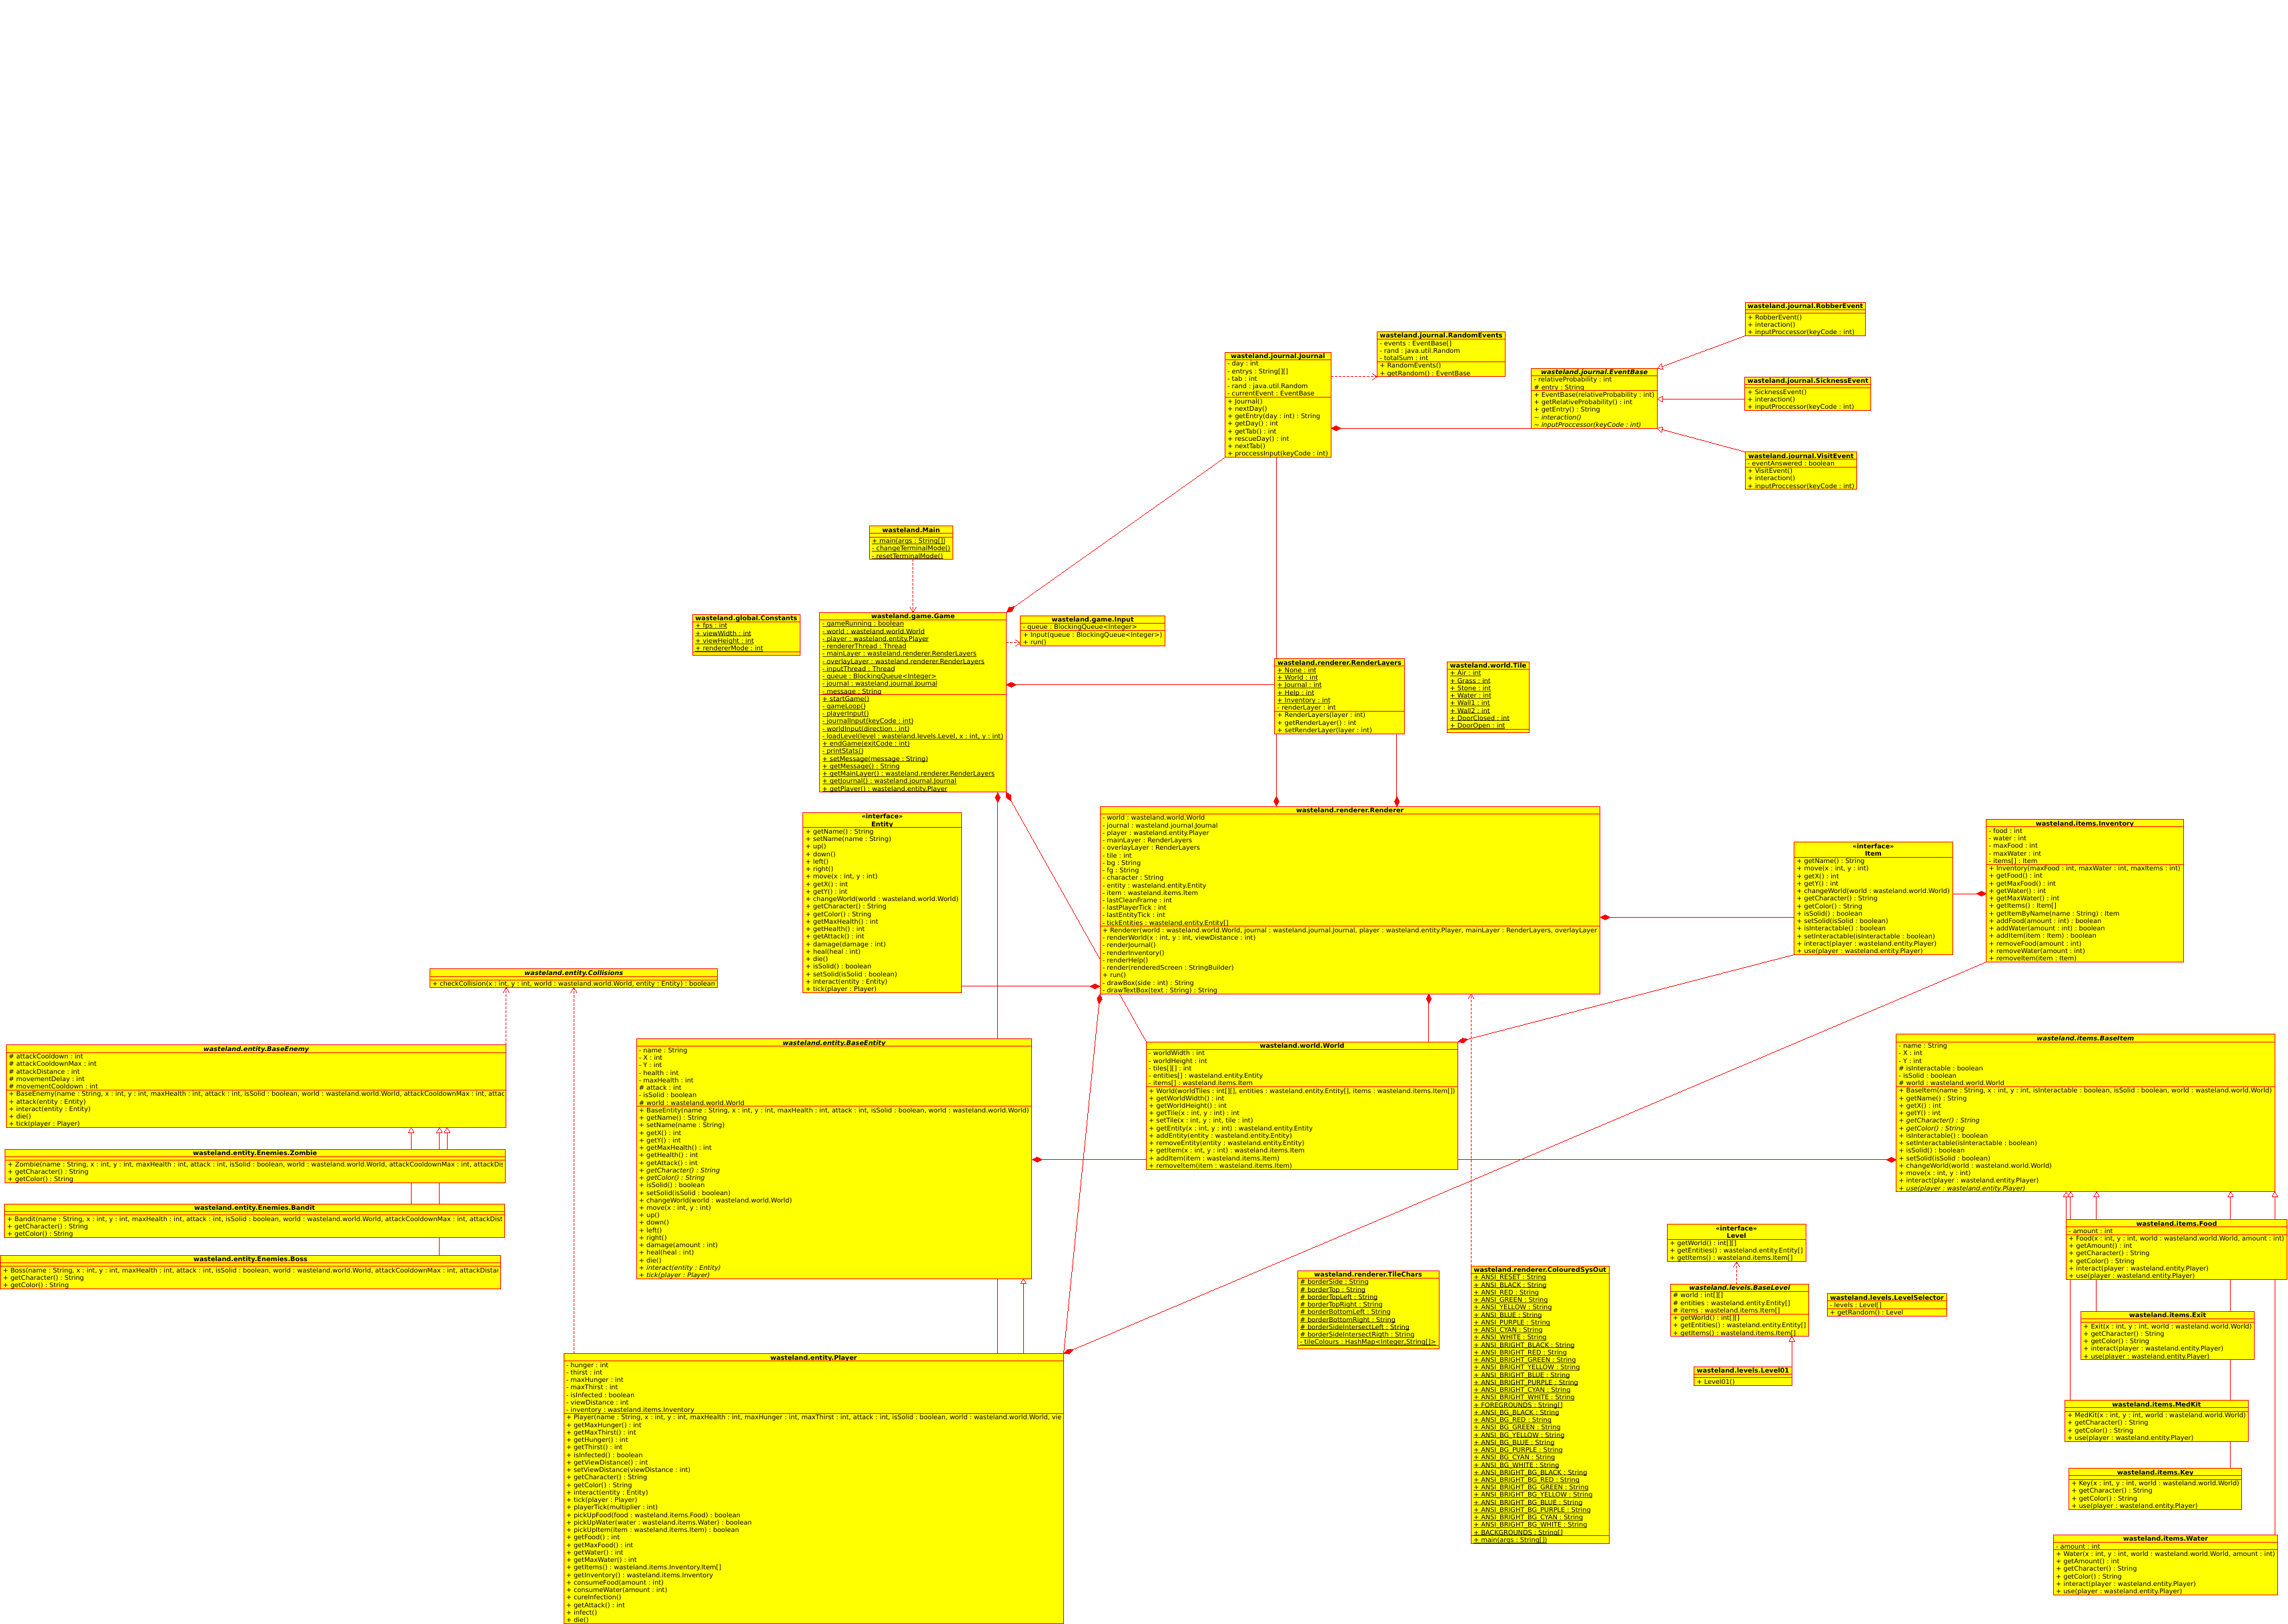 wasteland.journal.RobberEvent
+ RobberEvent()
+ interaction()
+ inputProccessor(keyCode : int)
wasteland.journal.RandomEvents
- events : EventBase[]
- rand : java.util.Random
- totalSum : int
+ RandomEvents()
+ getRandom() : EventBase
wasteland.journal.Journal
- day : int
- entrys : String[][]
- tab : int
- rand : java.util.Random
- currentEvent : EventBase
+ Journal()
+ nextDay()
+ getEntry(day : int) : String
+ getDay() : int
+ getTab() : int
+ rescueDay() : int
+ nextTab()
+ proccessInput(keyCode : int)
wasteland.journal.EventBase
- relativeProbability : int
# entry : String
+ EventBase(relativeProbability : int)
+ getRelativeProbability() : int
+ getEntry() : String
~ interaction()
~ inputProccessor(keyCode : int)
wasteland.journal.SicknessEvent
+ SicknessEvent()
+ interaction()
+ inputProccessor(keyCode : int)
wasteland.journal.VisitEvent
- eventAnswered : boolean
+ VisitEvent()
+ interaction()
+ inputProccessor(keyCode : int)
wasteland.Main
+ main(args : String[])
- changeTerminalMode()
- resetTerminalMode()
wasteland.global.Constants
+ fps : int
+ viewWidth : int
+ viewHeight : int
+ rendererMode : int
wasteland.game.Game
- gameRunning : boolean
- world : wasteland.world.World
- player : wasteland.entity.Player
- rendererThread : Thread
- mainLayer : wasteland.renderer.RenderLayers
- overlayLayer : wasteland.renderer.RenderLayers
- inputThread : Thread
- queue : BlockingQueue<Integer>
- journal : wasteland.journal.Journal
- message : String
+ startGame()
- gameLoop()
- playerInput()
- journalInput(keyCode : int)
- worldInput(direction : int)
- loadLevel(level : wasteland.levels.Level, x : int, y : int)
+ endGame(exitCode : int)
- printStats()
+ setMessage(message : String)
+ getMessage() : String
+ getMainLayer() : wasteland.renderer.RenderLayers
+ getJournal() : wasteland.journal.Journal
+ getPlayer() : wasteland.entity.Player
wasteland.game.Input
- queue : BlockingQueue<Integer>
+ Input(queue : BlockingQueue<Integer>)
+ run()
wasteland.renderer.RenderLayers
+ None : int
+ World : int
+ Journal : int
+ Help : int
+ Inventory : int
- renderLayer : int
+ RenderLayers(layer : int)
+ getRenderLayer() : int
+ setRenderLayer(layer : int)
wasteland.world.Tile
+ Air : int
+ Grass : int
+ Stone : int
+ Water : int
+ Wall1 : int
+ Wall2 : int
+ DoorClosed : int
+ DoorOpen : int
«interface»
Entity
+ getName() : String
+ setName(name : String)
+ up()
+ down()
+ left()
+ right()
+ move(x : int, y : int)
+ getX() : int
+ getY() : int
+ changeWorld(world : wasteland.world.World)
+ getCharacter() : String
+ getColor() : String
+ getMaxHealth() : int
+ getHealth() : int
+ getAttack() : int
+ damage(damage : int)
+ heal(heal : int)
+ die()
+ isSolid() : boolean
+ setSolid(isSolid : boolean)
+ interact(entity : Entity)
+ tick(player : Player)
wasteland.renderer.Renderer
- world : wasteland.world.World
- journal : wasteland.journal.Journal
- player : wasteland.entity.Player
- mainLayer : RenderLayers
- overlayLayer : RenderLayers
- tile : int
- bg : String
- fg : String
- character : String
- entity : wasteland.entity.Entity
- item : wasteland.items.Item
- lastCleanFrame : int
- lastPlayerTick : int
- lastEntityTick : int
- tickEntities : wasteland.entity.Entity[]
+ Renderer(world : wasteland.world.World, journal : wasteland.journal.Journal, player : wasteland.entity.Player, mainLayer : RenderLayers, overlayLayer
- renderWorld(x : int, y : int, viewDistance : int)
- renderJournal()
- renderInventory()
- renderHelp()
- render(renderedScreen : StringBuilder)
+ run()
- drawBox(side : int) : String
- drawTextBox(text : String) : String
«interface»
Item
+ getName() : String
+ move(x : int, y : int)
+ getX() : int
+ getY() : int
+ changeWorld(world : wasteland.world.World)
+ getCharacter() : String
+ getColor() : String
+ isSolid() : boolean
+ setSolid(isSolid : boolean)
+ isInteractable() : boolean
+ setInteractable(isInteractable : boolean)
+ interact(player : wasteland.entity.Player)
+ use(player : wasteland.entity.Player)
wasteland.items.Inventory
- food : int
- water : int
- maxFood : int
- maxWater : int
- items[] : Item
+ Inventory(maxFood : int, maxWater : int, maxItems : int)
+ getFood() : int
+ getMaxFood() : int
+ getWater() : int
+ getMaxWater() : int
+ getItems() : Item[]
+ getItemByName(name : String) : Item
+ addFood(amount : int) : boolean
+ addWater(amount : int) : boolean
+ addItem(item : Item) : boolean
+ removeFood(amount : int)
+ removeWater(amount : int)
+ removeItem(item : Item)
wasteland.entity.Collisions
+ checkCollision(x : int, y : int, world : wasteland.world.World, entity : Entity) : boolean
wasteland.entity.BaseEnemy
# attackCooldown : int
# attackCooldownMax : int
# attackDistance : int
# movementDelay : int
# movementCooldown : int
+ BaseEnemy(name : String, x : int, y : int, maxHealth : int, attack : int, isSolid : boolean, world : wasteland.world.World, attackCooldownMax : int, attac
+ attack(entity : Entity)
+ interact(entity : Entity)
+ die()
+ tick(player : Player)
wasteland.entity.Enemies.Zombie
+ Zombie(name : String, x : int, y : int, maxHealth : int, attack : int, isSolid : boolean, world : wasteland.world.World, attackCooldownMax : int, attackDis
+ getCharacter() : String
+ getColor() : String
wasteland.entity.Enemies.Bandit
+ Bandit(name : String, x : int, y : int, maxHealth : int, attack : int, isSolid : boolean, world : wasteland.world.World, attackCooldownMax : int, attackDist
+ getCharacter() : String
+ getColor() : String
wasteland.entity.Enemies.Boss
+ Boss(name : String, x : int, y : int, maxHealth : int, attack : int, isSolid : boolean, world : wasteland.world.World, attackCooldownMax : int, attackDista
+ getCharacter() : String
+ getColor() : String
wasteland.entity.BaseEntity
- name : String
- X : int
- Y : int
- health : int
- maxHealth : int
# attack : int
- isSolid : boolean
# world : wasteland.world.World
+ BaseEntity(name : String, x : int, y : int, maxHealth : int, attack : int, isSolid : boolean, world : wasteland.world.World)
+ getName() : String
+ setName(name : String)
+ getX() : int
+ getY() : int
+ getMaxHealth() : int
+ getHealth() : int
+ getAttack() : int
+ getCharacter() : String
+ getColor() : String
+ isSolid() : boolean
+ setSolid(isSolid : boolean)
+ changeWorld(world : wasteland.world.World)
+ move(x : int, y : int)
+ up()
+ down()
+ left()
+ right()
+ damage(amount : int)
+ heal(heal : int)
+ die()
+ interact(entity : Entity)
+ tick(player : Player)
wasteland.world.World
- worldWidth : int
- worldHeight : int
- tiles[][] : int
- entities[] : wasteland.entity.Entity
- items[] : wasteland.items.Item
+ World(worldTiles : int[][], entities : wasteland.entity.Entity[], items : wasteland.items.Item[])
+ getWorldWidth() : int
+ getWorldHeight() : int
+ getTile(x : int, y : int) : int
+ setTile(x : int, y : int, tile : int)
+ getEntity(x : int, y : int) : wasteland.entity.Entity
+ addEntity(entity : wasteland.entity.Entity)
+ removeEntity(entity : wasteland.entity.Entity)
+ getItem(x : int, y : int) : wasteland.items.Item
+ addItem(item : wasteland.items.Item)
+ removeItem(item : wasteland.items.Item)
wasteland.items.BaseItem
- name : String
- X : int
- Y : int
# isInteractable : boolean
- isSolid : boolean
# world : wasteland.world.World
+ BaseItem(name : String, x : int, y : int, isInteractable : boolean, isSolid : boolean, world : wasteland.world.World)
+ getName() : String
+ getX() : int
+ getY() : int
+ getCharacter() : String
+ getColor() : String
+ isInteractable() : boolean
+ setInteractable(isInteractable : boolean)
+ isSolid() : boolean
+ setSolid(isSolid : boolean)
+ changeWorld(world : wasteland.world.World)
+ move(x : int, y : int)
+ interact(player : wasteland.entity.Player)
+ use(player : wasteland.entity.Player)
wasteland.items.Food
- amount : int
+ Food(x : int, y : int, world : wasteland.world.World, amount : int)
+ getAmount() : int
+ getCharacter() : String
+ getColor() : String
+ interact(player : wasteland.entity.Player)
+ use(player : wasteland.entity.Player)
«interface»
Level
+ getWorld() : int[][]
+ getEntities() : wasteland.entity.Entity[]
+ getItems() : wasteland.items.Item[]
wasteland.levels.BaseLevel
# world : int[][]
# entities : wasteland.entity.Entity[]
# items : wasteland.items.Item[]
+ getWorld() : int[][]
+ getEntities() : wasteland.entity.Entity[]
+ getItems() : wasteland.items.Item[]
wasteland.levels.LevelSelector
- levels : Level[]
+ getRandom() : Level
wasteland.levels.Level01
+ Level01()
wasteland.items.Exit
+ Exit(x : int, y : int, world : wasteland.world.World)
+ getCharacter() : String
+ getColor() : String
+ interact(player : wasteland.entity.Player)
+ use(player : wasteland.entity.Player)
wasteland.items.MedKit
+ MedKit(x : int, y : int, world : wasteland.world.World)
+ getCharacter() : String
+ getColor() : String
+ use(player : wasteland.entity.Player)
wasteland.items.Key
+ Key(x : int, y : int, world : wasteland.world.World)
+ getCharacter() : String
+ getColor() : String
+ use(player : wasteland.entity.Player)
wasteland.items.Water
- amount : int
+ Water(x : int, y : int, world : wasteland.world.World, amount : int)
+ getAmount() : int
+ getCharacter() : String
+ getColor() : String
+ interact(player : wasteland.entity.Player)
+ use(player : wasteland.entity.Player)
wasteland.renderer.TileChars
# borderSide : String
# borderTop : String
# borderTopLeft : String
# borderTopRight : String
# borderBottomLeft : String
# borderBottomRight : String
# borderSideIntersectLeft : String
# borderSideIntersectRigth : String
- tileColours : HashMap<Integer,String[]>
wasteland.renderer.ColouredSysOut
+ ANSI_RESET : String
+ ANSI_BLACK : String
+ ANSI_RED : String
+ ANSI_GREEN : String
+ ANSI_YELLOW : String
+ ANSI_BLUE : String
+ ANSI_PURPLE : String
+ ANSI_CYAN : String
+ ANSI_WHITE : String
+ ANSI_BRIGHT_BLACK : String
+ ANSI_BRIGHT_RED : String
+ ANSI_BRIGHT_GREEN : String
+ ANSI_BRIGHT_YELLOW : String
+ ANSI_BRIGHT_BLUE : String
+ ANSI_BRIGHT_PURPLE : String
+ ANSI_BRIGHT_CYAN : String
+ ANSI_BRIGHT_WHITE : String
+ FOREGROUNDS : String[]
+ ANSI_BG_BLACK : String
+ ANSI_BG_RED : String
+ ANSI_BG_GREEN : String
+ ANSI_BG_YELLOW : String
+ ANSI_BG_BLUE : String
+ ANSI_BG_PURPLE : String
+ ANSI_BG_CYAN : String
+ ANSI_BG_WHITE : String
+ ANSI_BRIGHT_BG_BLACK : String
+ ANSI_BRIGHT_BG_RED : String
+ ANSI_BRIGHT_BG_GREEN : String
+ ANSI_BRIGHT_BG_YELLOW : String
+ ANSI_BRIGHT_BG_BLUE : String
+ ANSI_BRIGHT_BG_PURPLE : String
+ ANSI_BRIGHT_BG_CYAN : String
+ ANSI_BRIGHT_BG_WHITE : String
+ BACKGROUNDS : String[]
+ main(args : String[])
wasteland.entity.Player
- hunger : int
- thirst : int
- maxHunger : int
- maxThirst : int
- isInfected : boolean
- viewDistance : int
- inventory : wasteland.items.Inventory
+ Player(name : String, x : int, y : int, maxHealth : int, maxHunger : int, maxThirst : int, attack : int, isSolid : boolean, world : wasteland.world.World, vie
+ getMaxHunger() : int
+ getMaxThirst() : int
+ getHunger() : int
+ getThirst() : int
+ isInfected() : boolean
+ getViewDistance() : int
+ setViewDistance(viewDistance : int)
+ getCharacter() : String
+ getColor() : String
+ interact(entity : Entity)
+ tick(player : Player)
+ playerTick(multiplier : int)
+ pickUpFood(food : wasteland.items.Food) : boolean
+ pickUpWater(water : wasteland.items.Water) : boolean
+ pickUpItem(item : wasteland.items.Item) : boolean
+ getFood() : int
+ getMaxFood() : int
+ getWater() : int
+ getMaxWater() : int
+ getItems() : wasteland.items.Inventory.Item[]
+ getInventory() : wasteland.items.Inventory
+ consumeFood(amount : int)
+ consumeWater(amount : int)
+ cureInfection()
+ getAttack() : int
+ infect()
+ die()